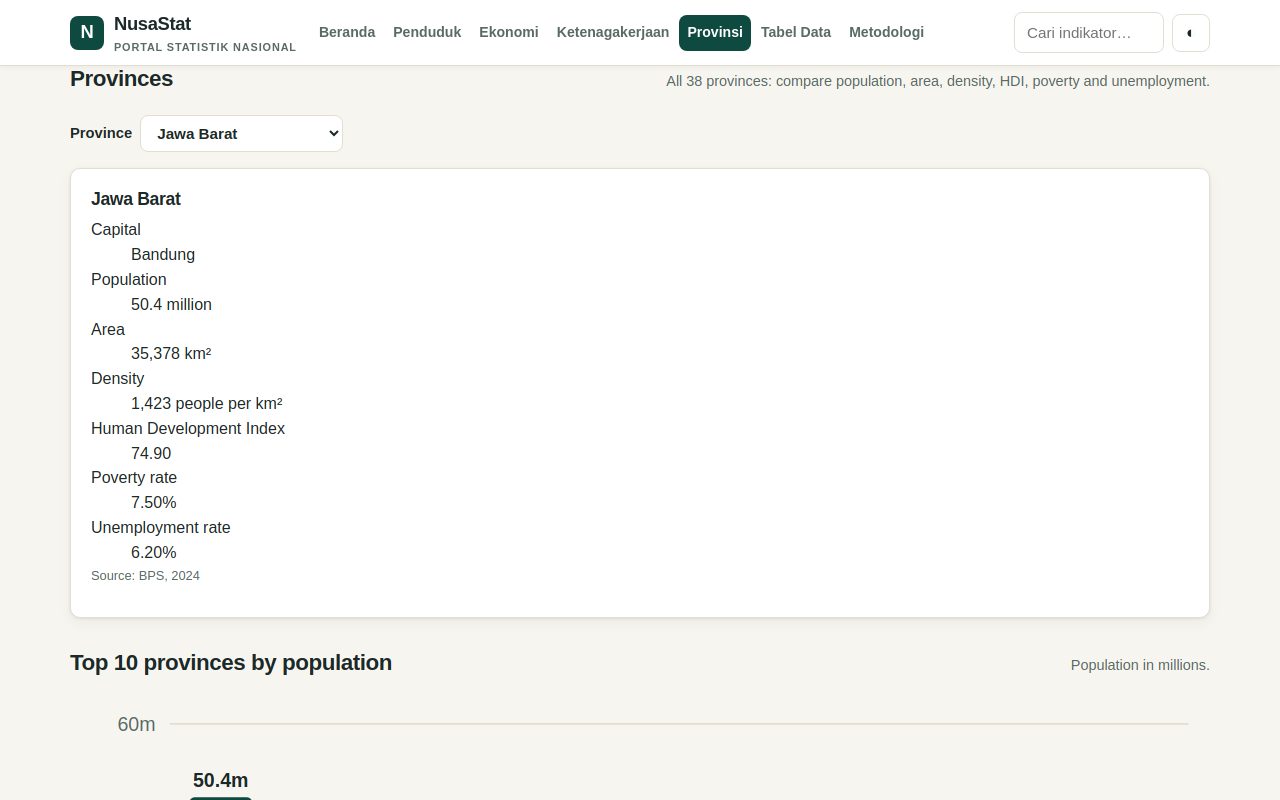 N
NusaStat
PORTAL STATISTIK NASIONAL
Beranda
Penduduk
Ekonomi
Ketenagakerjaan
Provinsi
Tabel Data
Metodologi
Cari indikator…
Provinces
All 38 provinces: compare population, area, density, HDI, poverty and unemployment.
Province
Jawa Barat
Jawa Barat
Capital
Bandung
Population
50.4 million
Area
35,378 km²
Density
1,423 people per km²
Human Development Index
74.90
Poverty rate
7.50%
Unemployment rate
6.20%
Source: BPS, 2024
Top 10 provinces by population
Population in millions.
60m
50.4m